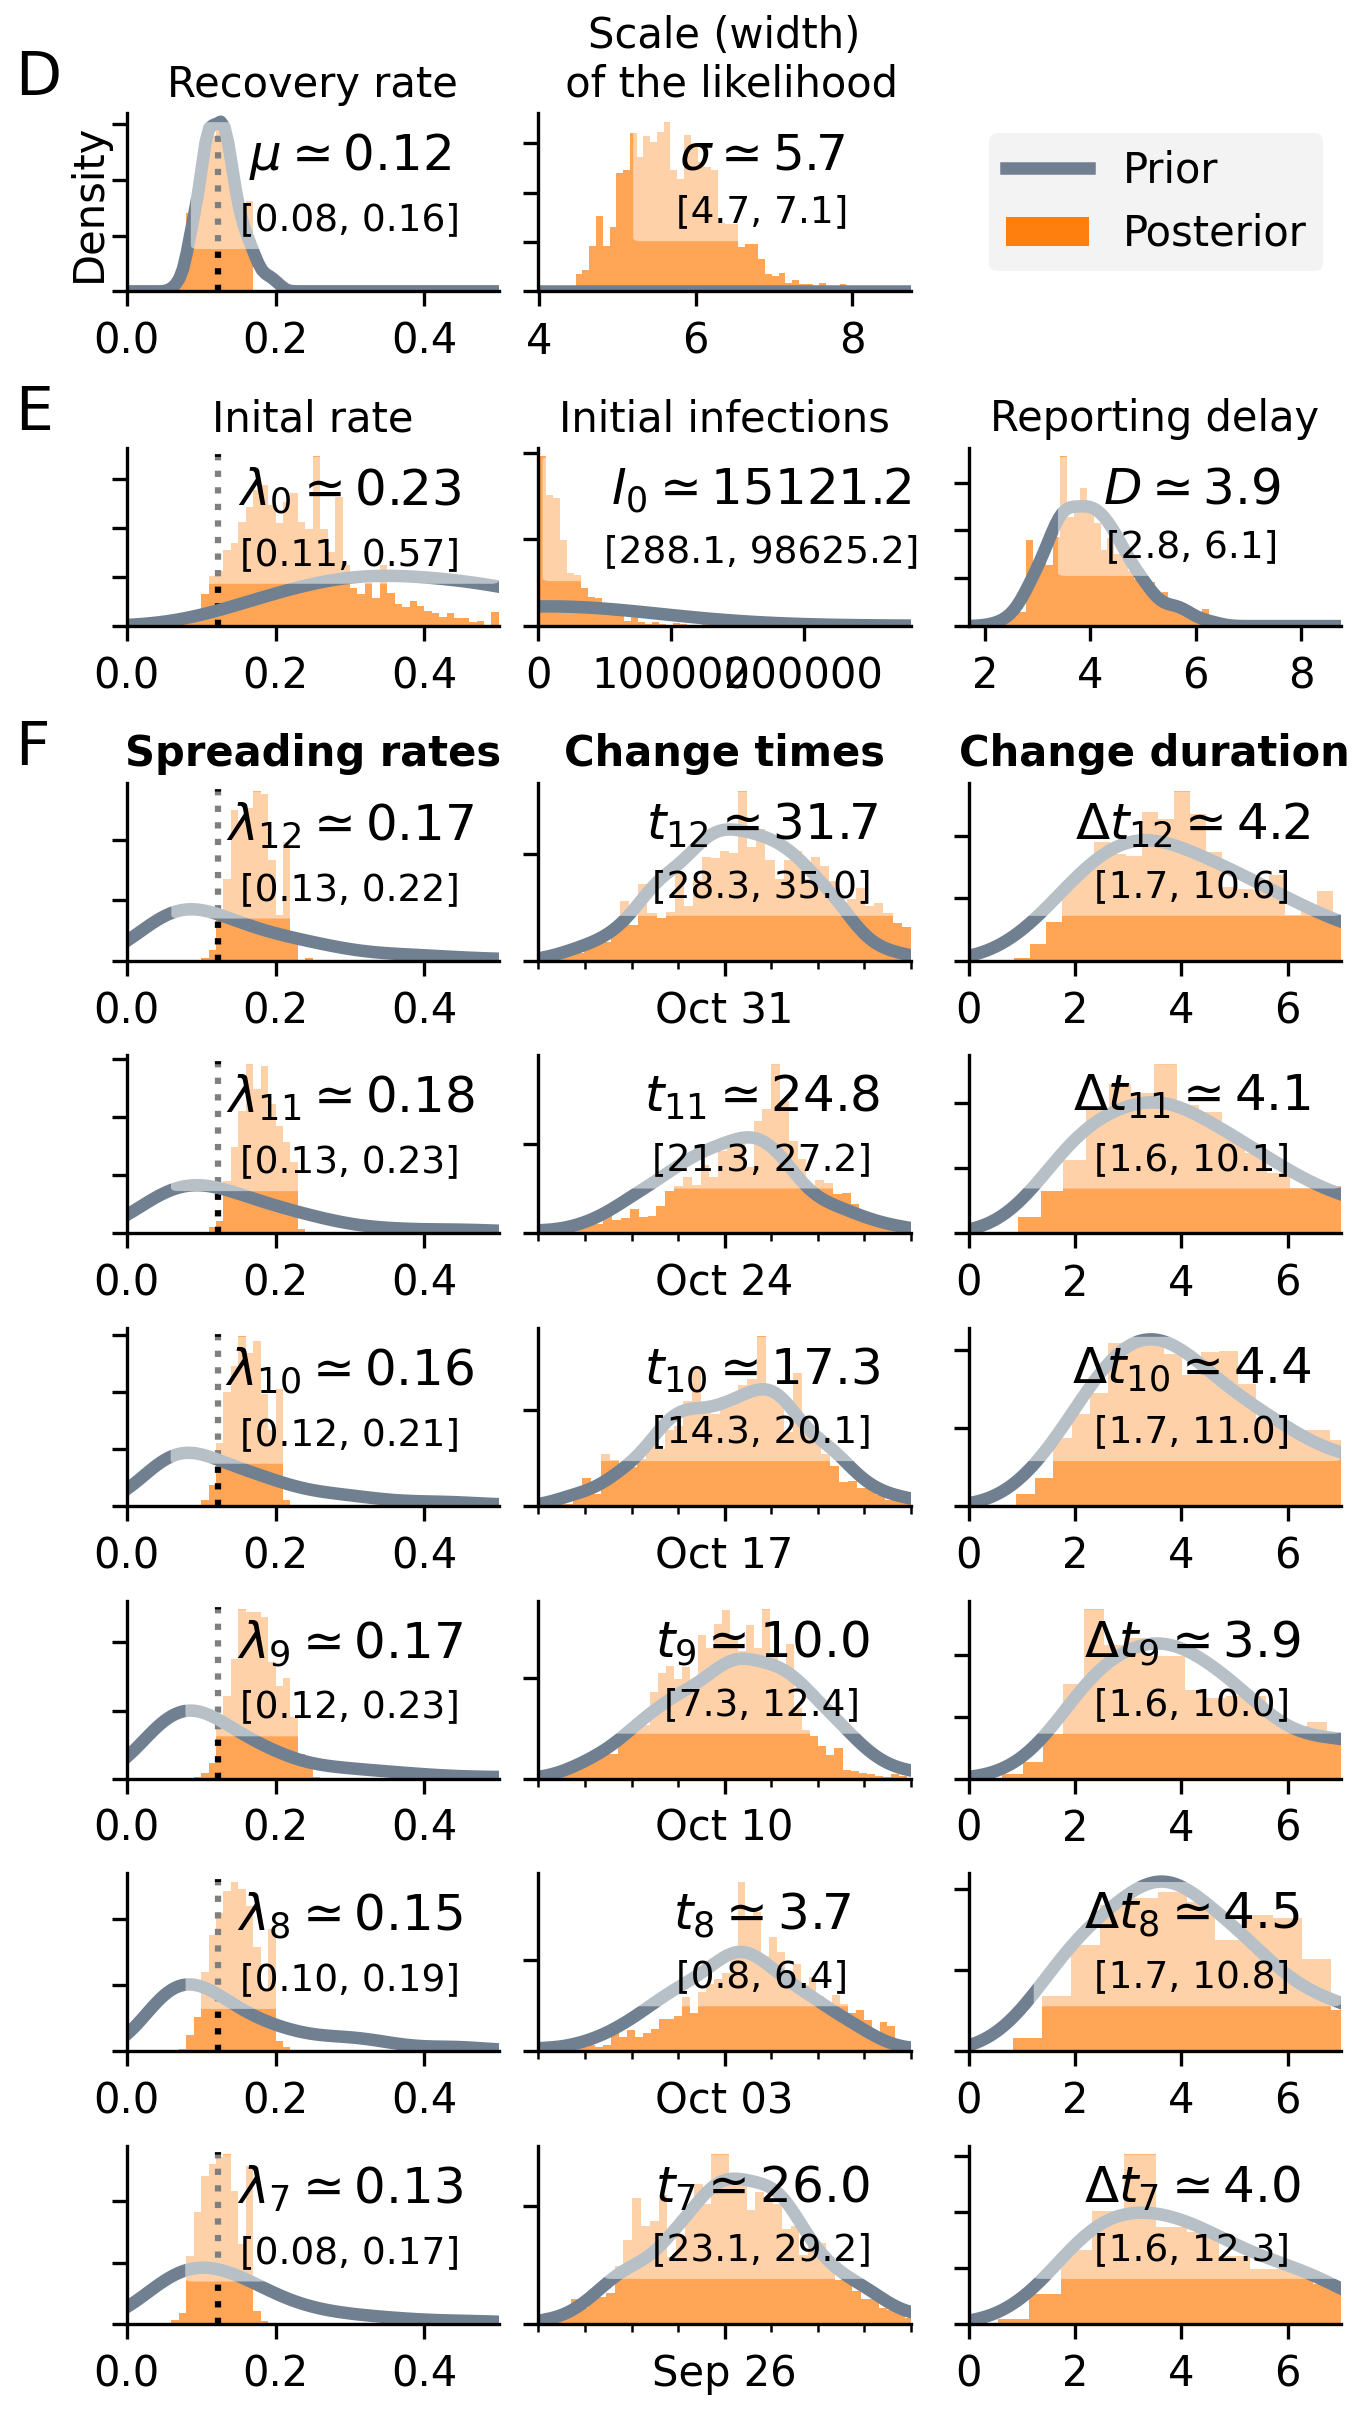 D
Recovery rate
Scale (width)
of the likelihood
Density
μ ≃ 0.12
[0.08, 0.16]
σ ≃ 5.7
[4.7, 7.1]
Prior
Posterior
0.0 0.2 0.4
4 6 8
E
Inital rate
Initial infections
Reporting delay
λ₀ ≃ 0.23
[0.11, 0.57]
I₀ ≃ 15121.2
[288.1, 98625.2]
D ≃ 3.9
[2.8, 6.1]
0.0 0.2 0.4
0 100000 200000
2 4 6 8
F
Spreading rates
Change times
Change duration
λ₁₂ ≃ 0.17
[0.13, 0.22]
t₁₂ ≃ 31.7
[28.3, 35.0]
Δt₁₂ ≃ 4.2
[1.7, 10.6]
0.0 0.2 0.4
Oct 31
0 2 4 6
λ₁₁ ≃ 0.18
[0.13, 0.23]
t₁₁ ≃ 24.8
[21.3, 27.2]
Δt₁₁ ≃ 4.1
[1.6, 10.1]
0.0 0.2 0.4
Oct 24
0 2 4 6
λ₁₀ ≃ 0.16
[0.12, 0.21]
t₁₀ ≃ 17.3
[14.3, 20.1]
Δt₁₀ ≃ 4.4
[1.7, 11.0]
0.0 0.2 0.4
Oct 17
0 2 4 6
λ₉ ≃ 0.17
[0.12, 0.23]
t₉ ≃ 10.0
[7.3, 12.4]
Δt₉ ≃ 3.9
[1.6, 10.0]
0.0 0.2 0.4
Oct 10
0 2 4 6
λ₈ ≃ 0.15
[0.10, 0.19]
t₈ ≃ 3.7
[0.8, 6.4]
Δt₈ ≃ 4.5
[1.7, 10.8]
0.0 0.2 0.4
Oct 03
0 2 4 6
λ₇ ≃ 0.13
[0.08, 0.17]
t₇ ≃ 26.0
[23.1, 29.2]
Δt₇ ≃ 4.0
[1.6, 12.3]
0.0 0.2 0.4
Sep 26
0 2 4 6